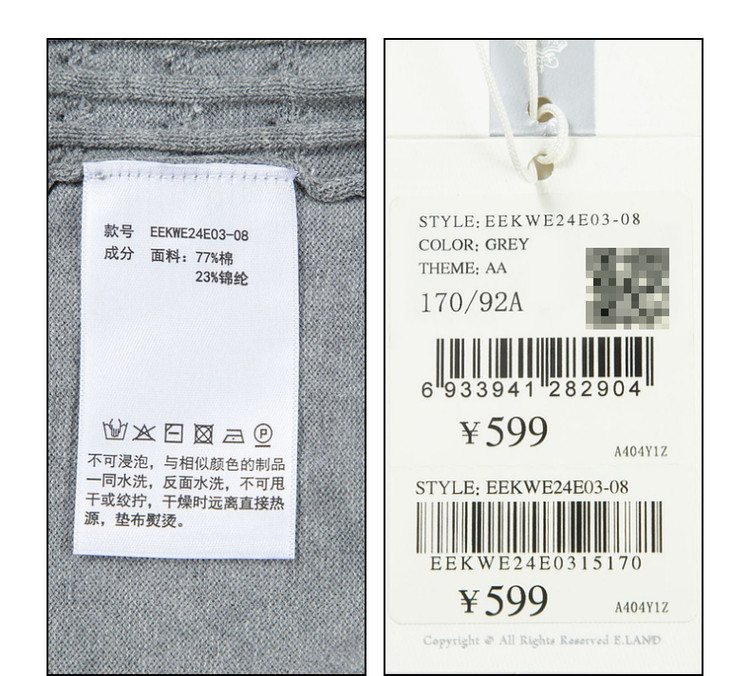 款号 EEKWE24E03-08
成分 面料：77%棉
23%锦纶
P
不可浸泡，与相似颜色的制品
一同水洗，反面水洗，不可甩
干或绞拧，干燥时远离直接热
源，垫布熨烫。
STYLE: EEKWE24E03-08
COLOR: GREY
THEME: AA
170/92A
6 933941 282904
¥599
A404Y1Z
STYLE: EEKWE24E03-08
EEKWE24E0315170
¥599
A404Y1Z
Copyright @ All Rights Reserved E.LAND